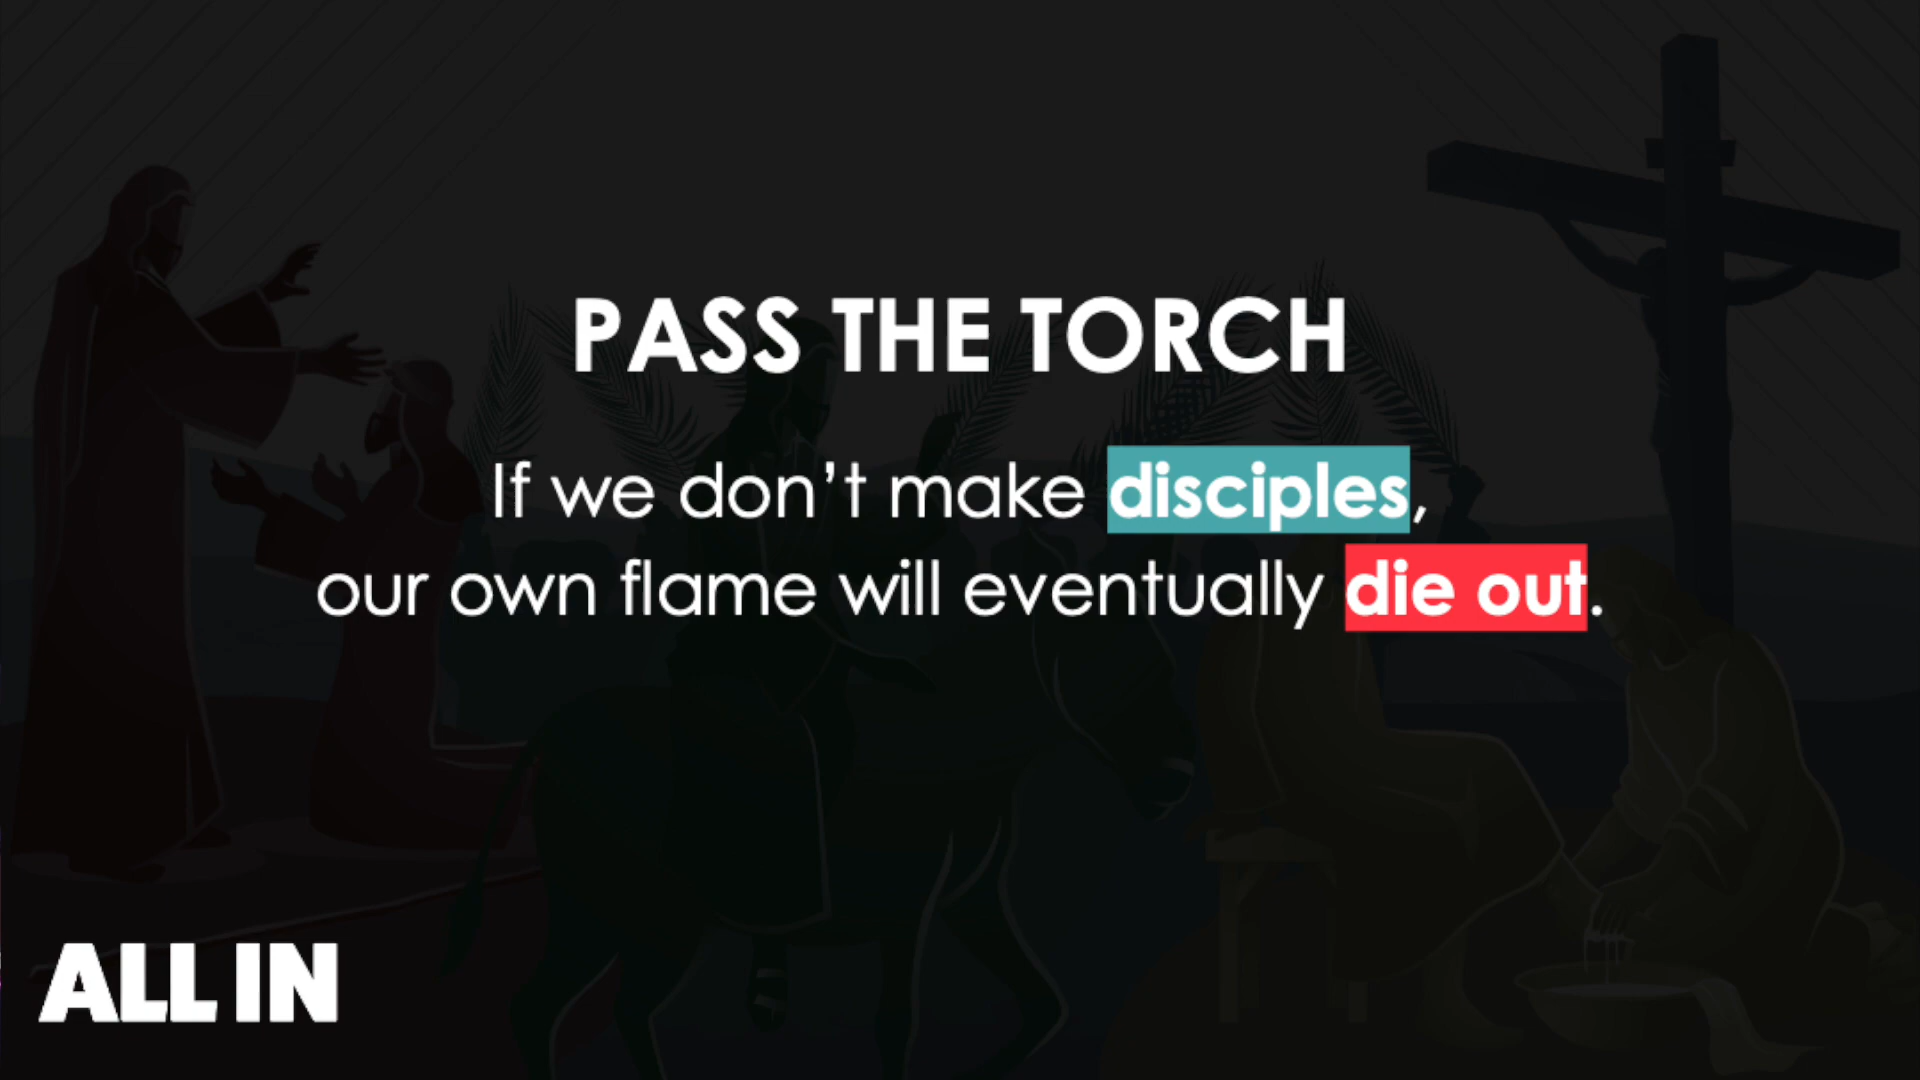 PASS THE TORCH
If we don’t make disciples,
our own flame will eventually die out.
ALL IN